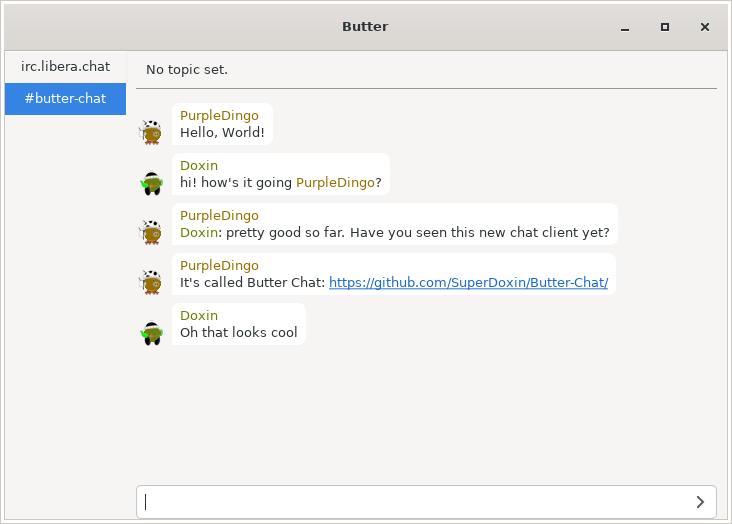 Butter
irc.libera.chat
#butter-chat
No topic set.
PurpleDingo
Hello, World!
Doxin
hi! how's it going PurpleDingo?
PurpleDingo
Doxin: pretty good so far. Have you seen this new chat client yet?
PurpleDingo
It's called Butter Chat: https://github.com/SuperDoxin/Butter-Chat/
Doxin
Oh that looks cool